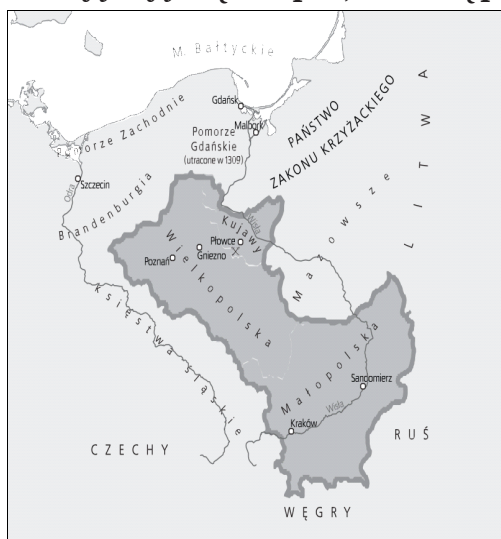 M. Bałtyckie
Gdańsk
Malbork
PAŃSTWO
ZAKONU KRZYŻACKIEGO
LITWA
Pomorze
Gdańskie
(utracone w 1309)
orze Zachodnie
Szczecin
Odra
Brandenburgia
Mazowsze
Kujawy
Wisła
Płowce
Gniezno
Poznań
Wielkopolska
Księstwa śląskie
Małopolska
Sandomierz
Wisła
Kraków
CZECHY
RUŚ
WĘGRY